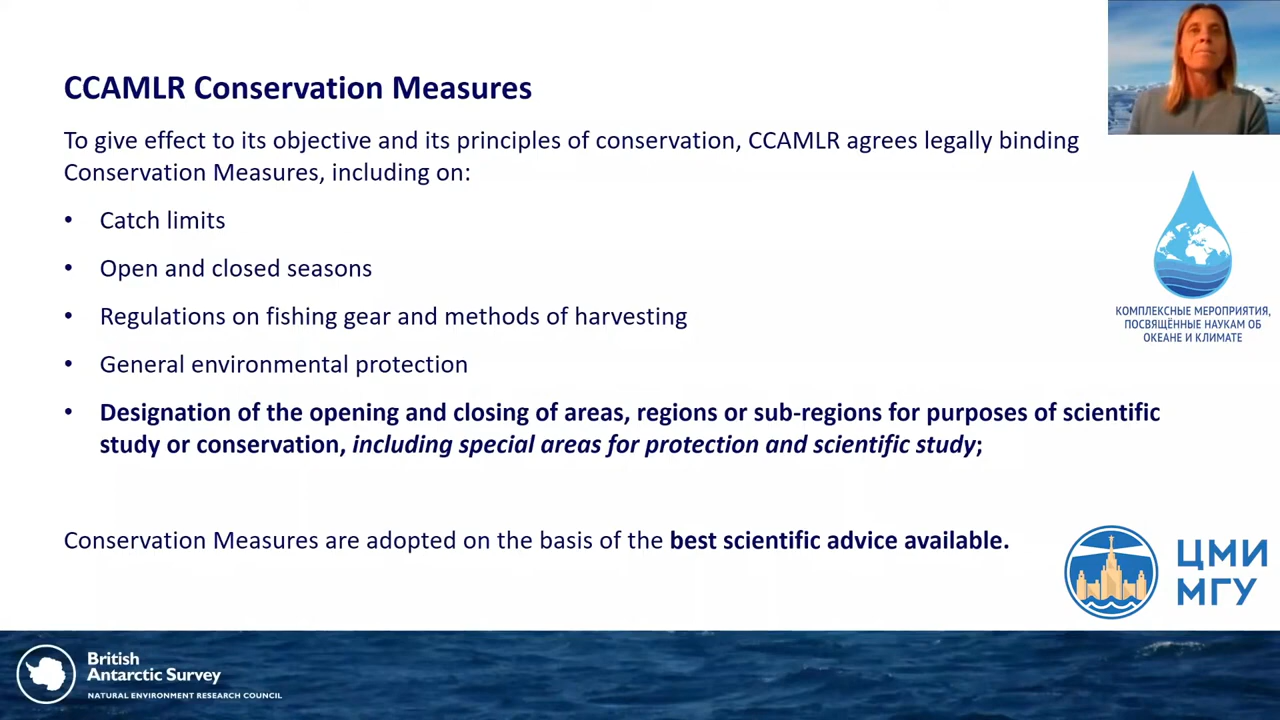 CCAMLR Conservation Measures
To give effect to its objective and its principles of conservation, CCAMLR agrees legally binding
Conservation Measures, including on:
• Catch limits
• Open and closed seasons
• Regulations on fishing gear and methods of harvesting
• General environmental protection
• Designation of the opening and closing of areas, regions or sub-regions for purposes of scientific
study or conservation, including special areas for protection and scientific study;
Conservation Measures are adopted on the basis of the best scientific advice available.
КОМПЛЕКСНЫЕ МЕРОПРИЯТИЯ,
ПОСВЯЩЁННЫЕ НАУКАМ ОБ
ОКЕАНЕ И КЛИМАТЕ
ЦМИ
МГУ
British
Antarctic Survey
NATURAL ENVIRONMENT RESEARCH COUNCIL